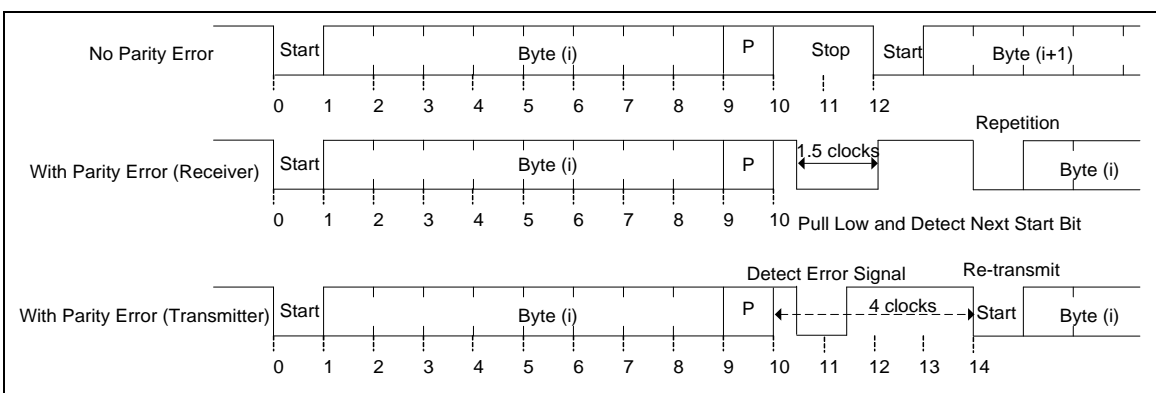 No Parity Error Start Byte (i) P Stop Start Byte (i+1)
0 1 2 3 4 5 6 7 8 9 10 11 12
Repetition
With Parity Error (Receiver) Start Byte (i) P 1.5 clocks Byte (i)
0 1 2 3 4 5 6 7 8 9 10 Pull Low and Detect Next Start Bit
Detect Error Signal Re-transmit
With Parity Error (Transmitter) Start Byte (i) P 4 clocks Start Byte (i)
0 1 2 3 4 5 6 7 8 9 10 11 12 13 14